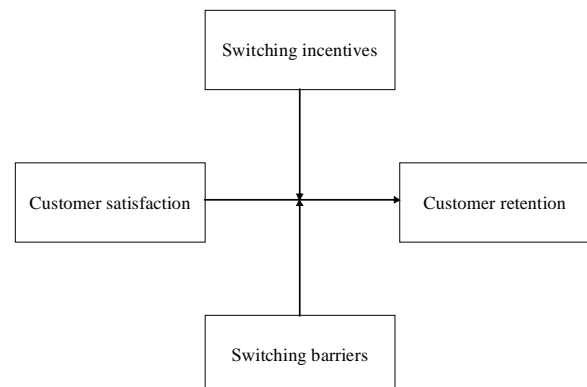 Switching incentives
Customer satisfaction
Customer retention
Switching barriers